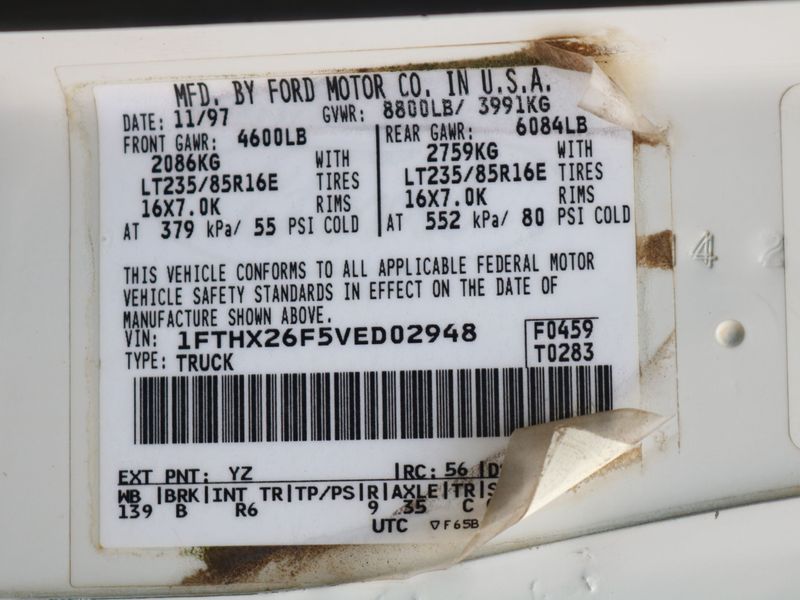 MFD. BY FORD MOTOR CO. IN U.S.A.
DATE: 11/97 GVWR: 8800LB/ 3991KG
FRONT GAWR: 4600LB REAR GAWR: 6084LB
2086KG WITH 2759KG WITH
LT235/85R16E TIRES LT235/85R16E TIRES
16X7.0K RIMS 16X7.0K RIMS
AT 379 kPa/ 55 PSI COLD AT 552 kPa/ 80 PSI COLD
THIS VEHICLE CONFORMS TO ALL APPLICABLE FEDERAL MOTOR
VEHICLE SAFETY STANDARDS IN EFFECT ON THE DATE OF
MANUFACTURE SHOWN ABOVE.
VIN: 1FTHX26F5VED02948 F0459
TYPE: TRUCK T0283
EXT PNT: YZ |RC: 56 |D
WB |BRK|INT TR|TP/PS|R|AXLE|TR|S
139 B R6 9 35 C
UTC ▽F65B
4 2